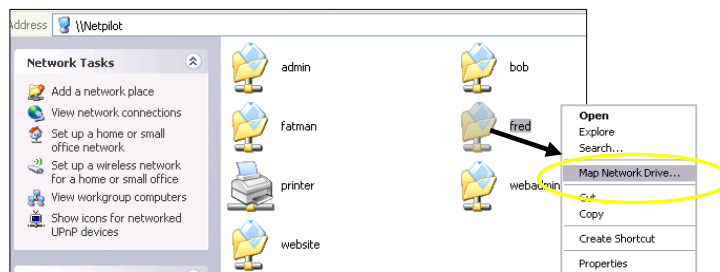 Address \\Netpilot
Network Tasks
Add a network place
View network connections
Set up a home or small
office network
Set up a wireless network
for a home or small office
View workgroup computers
Show icons for networked
UPnP devices
admin
bob
fatman
fred
printer
webadmin
website
Open
Explore
Search...
Map Network Drive...
Cut
Copy
Create Shortcut
Properties